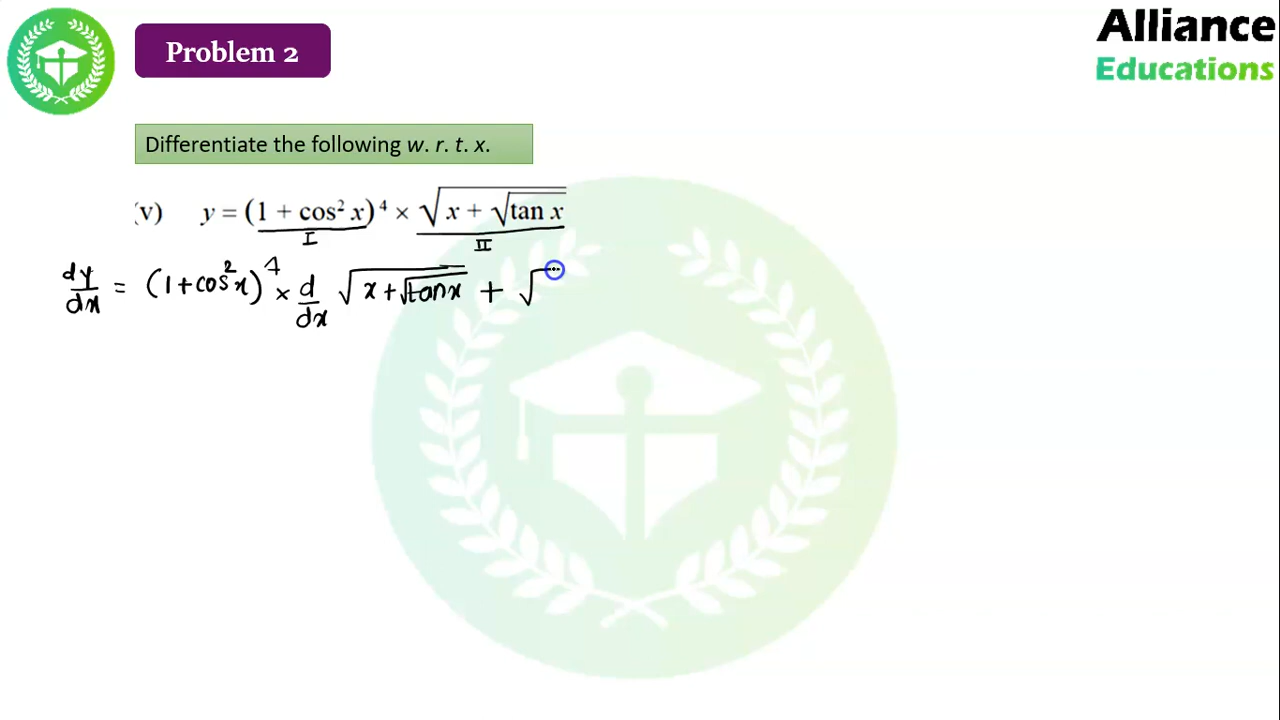 Problem 2
Alliance
Educations
Differentiate the following w. r. t. x.
(v) y = (1 + cos² x)⁴ × √(x + √(tan x))
I II
dy/dx = (1+cos²x)⁴ × d/dx √(x+√(tanx)) + √